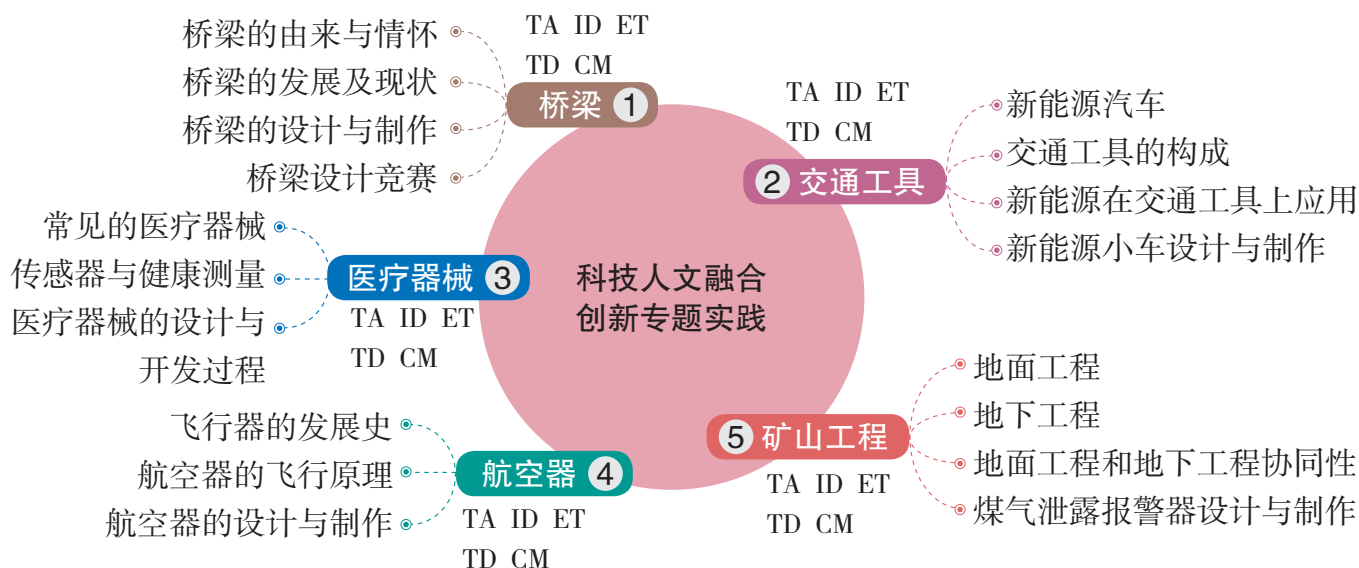 桥梁的由来与情怀
桥梁的发展及现状
桥梁的设计与制作
桥梁设计竞赛
TA ID ET
TD CM
桥梁 1
TA ID ET
TD CM
2 交通工具
新能源汽车
交通工具的构成
新能源在交通工具上应用
新能源小车设计与制作
常见的医疗器械
传感器与健康测量
医疗器械的设计与
开发过程
医疗器械 3
TA ID ET
TD CM
科技人文融合
创新专题实践
飞行器的发展史
航空器的飞行原理
航空器的设计与制作
航空器 4
TA ID ET
TD CM
5 矿山工程
TA ID ET
TD CM
地面工程
地下工程
地面工程和地下工程协同性
煤气泄露报警器设计与制作